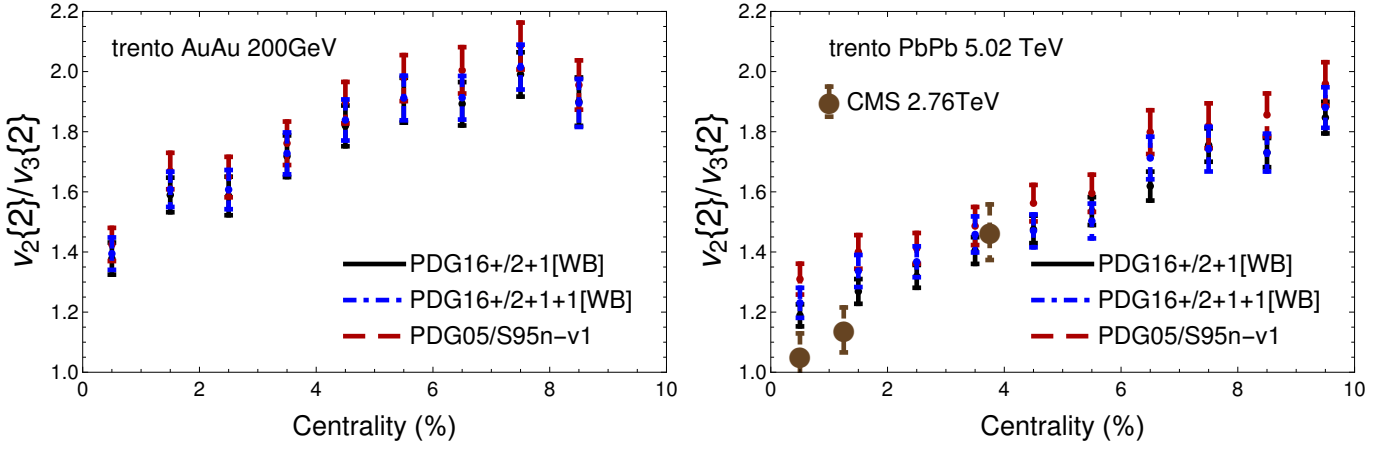 trento AuAu 200GeV
PDG16+/2+1[WB]
PDG16+/2+1+1[WB]
PDG05/S95n-v1
v₂{2}/v₃{2}
2.2
2.0
1.8
1.6
1.4
1.2
1.0
0 2 4 6 8 10
Centrality (%)
trento PbPb 5.02 TeV
CMS 2.76TeV
PDG16+/2+1[WB]
PDG16+/2+1+1[WB]
PDG05/S95n-v1
v₂{2}/v₃{2}
2.2
2.0
1.8
1.6
1.4
1.2
1.0
0 2 4 6 8 10
Centrality (%)